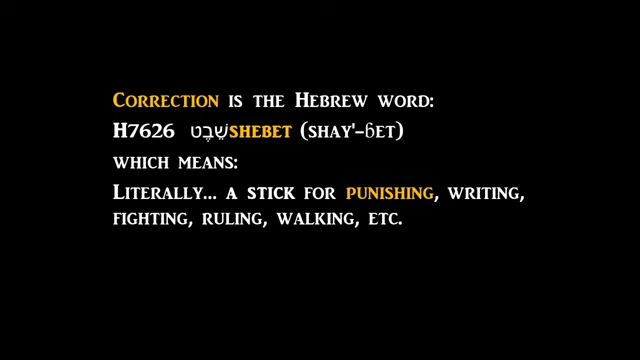 Correction is the Hebrew word:
H7626 שֵׁבֶט shebet (shay'-bet)
which means:
Literally... a stick for punishing, writing,
fighting, ruling, walking, etc.